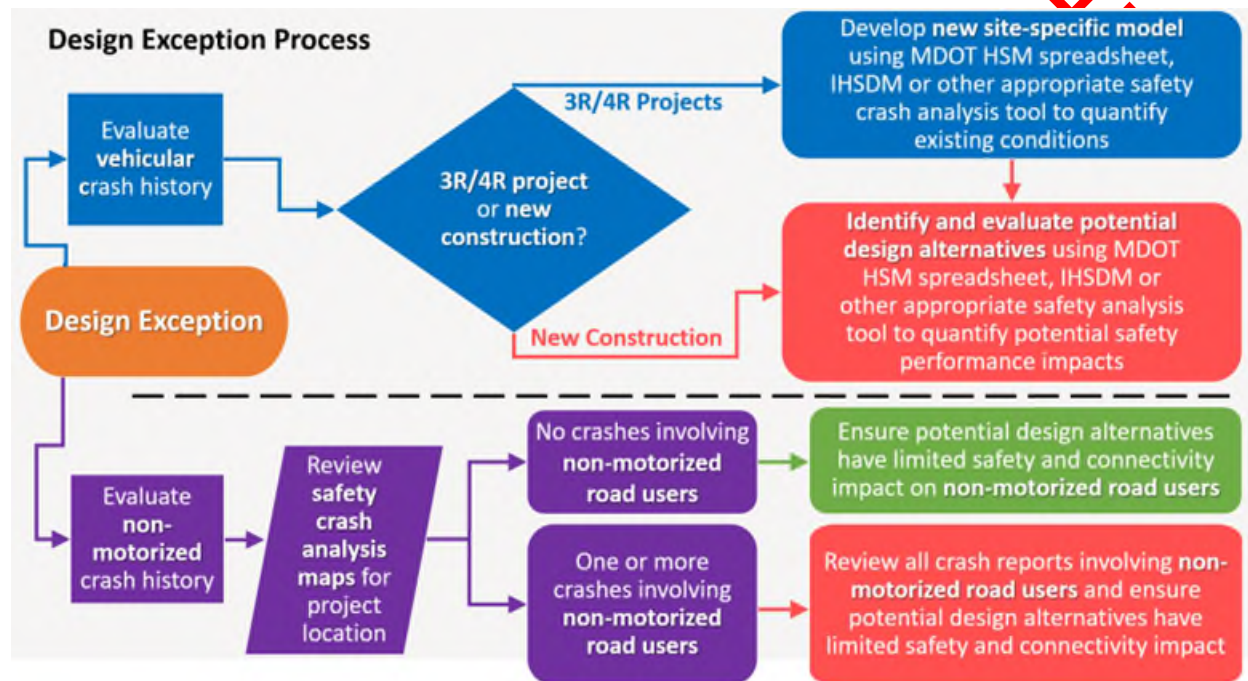 Design Exception Process
Evaluate
vehicular
crash history
3R/4R project
or new
construction?
3R/4R Projects
Develop new site-specific model
using MDOT HSM spreadsheet,
IHSDM or other appropriate safety
crash analysis tool to quantify
existing conditions
New Construction
Identify and evaluate potential
design alternatives using MDOT
HSM spreadsheet, IHSDM or
other appropriate safety analysis
tool to quantify potential safety
performance impacts
Design Exception
Evaluate
non-
motorized
crash history
Review
safety
crash
analysis
maps for
project
location
No crashes involving
non-motorized
road users
Ensure potential design alternatives
have limited safety and connectivity
impact on non-motorized road users
One or more
crashes involving
non-motorized
road users
Review all crash reports involving non-
motorized road users and ensure
potential design alternatives have
limited safety and connectivity impact